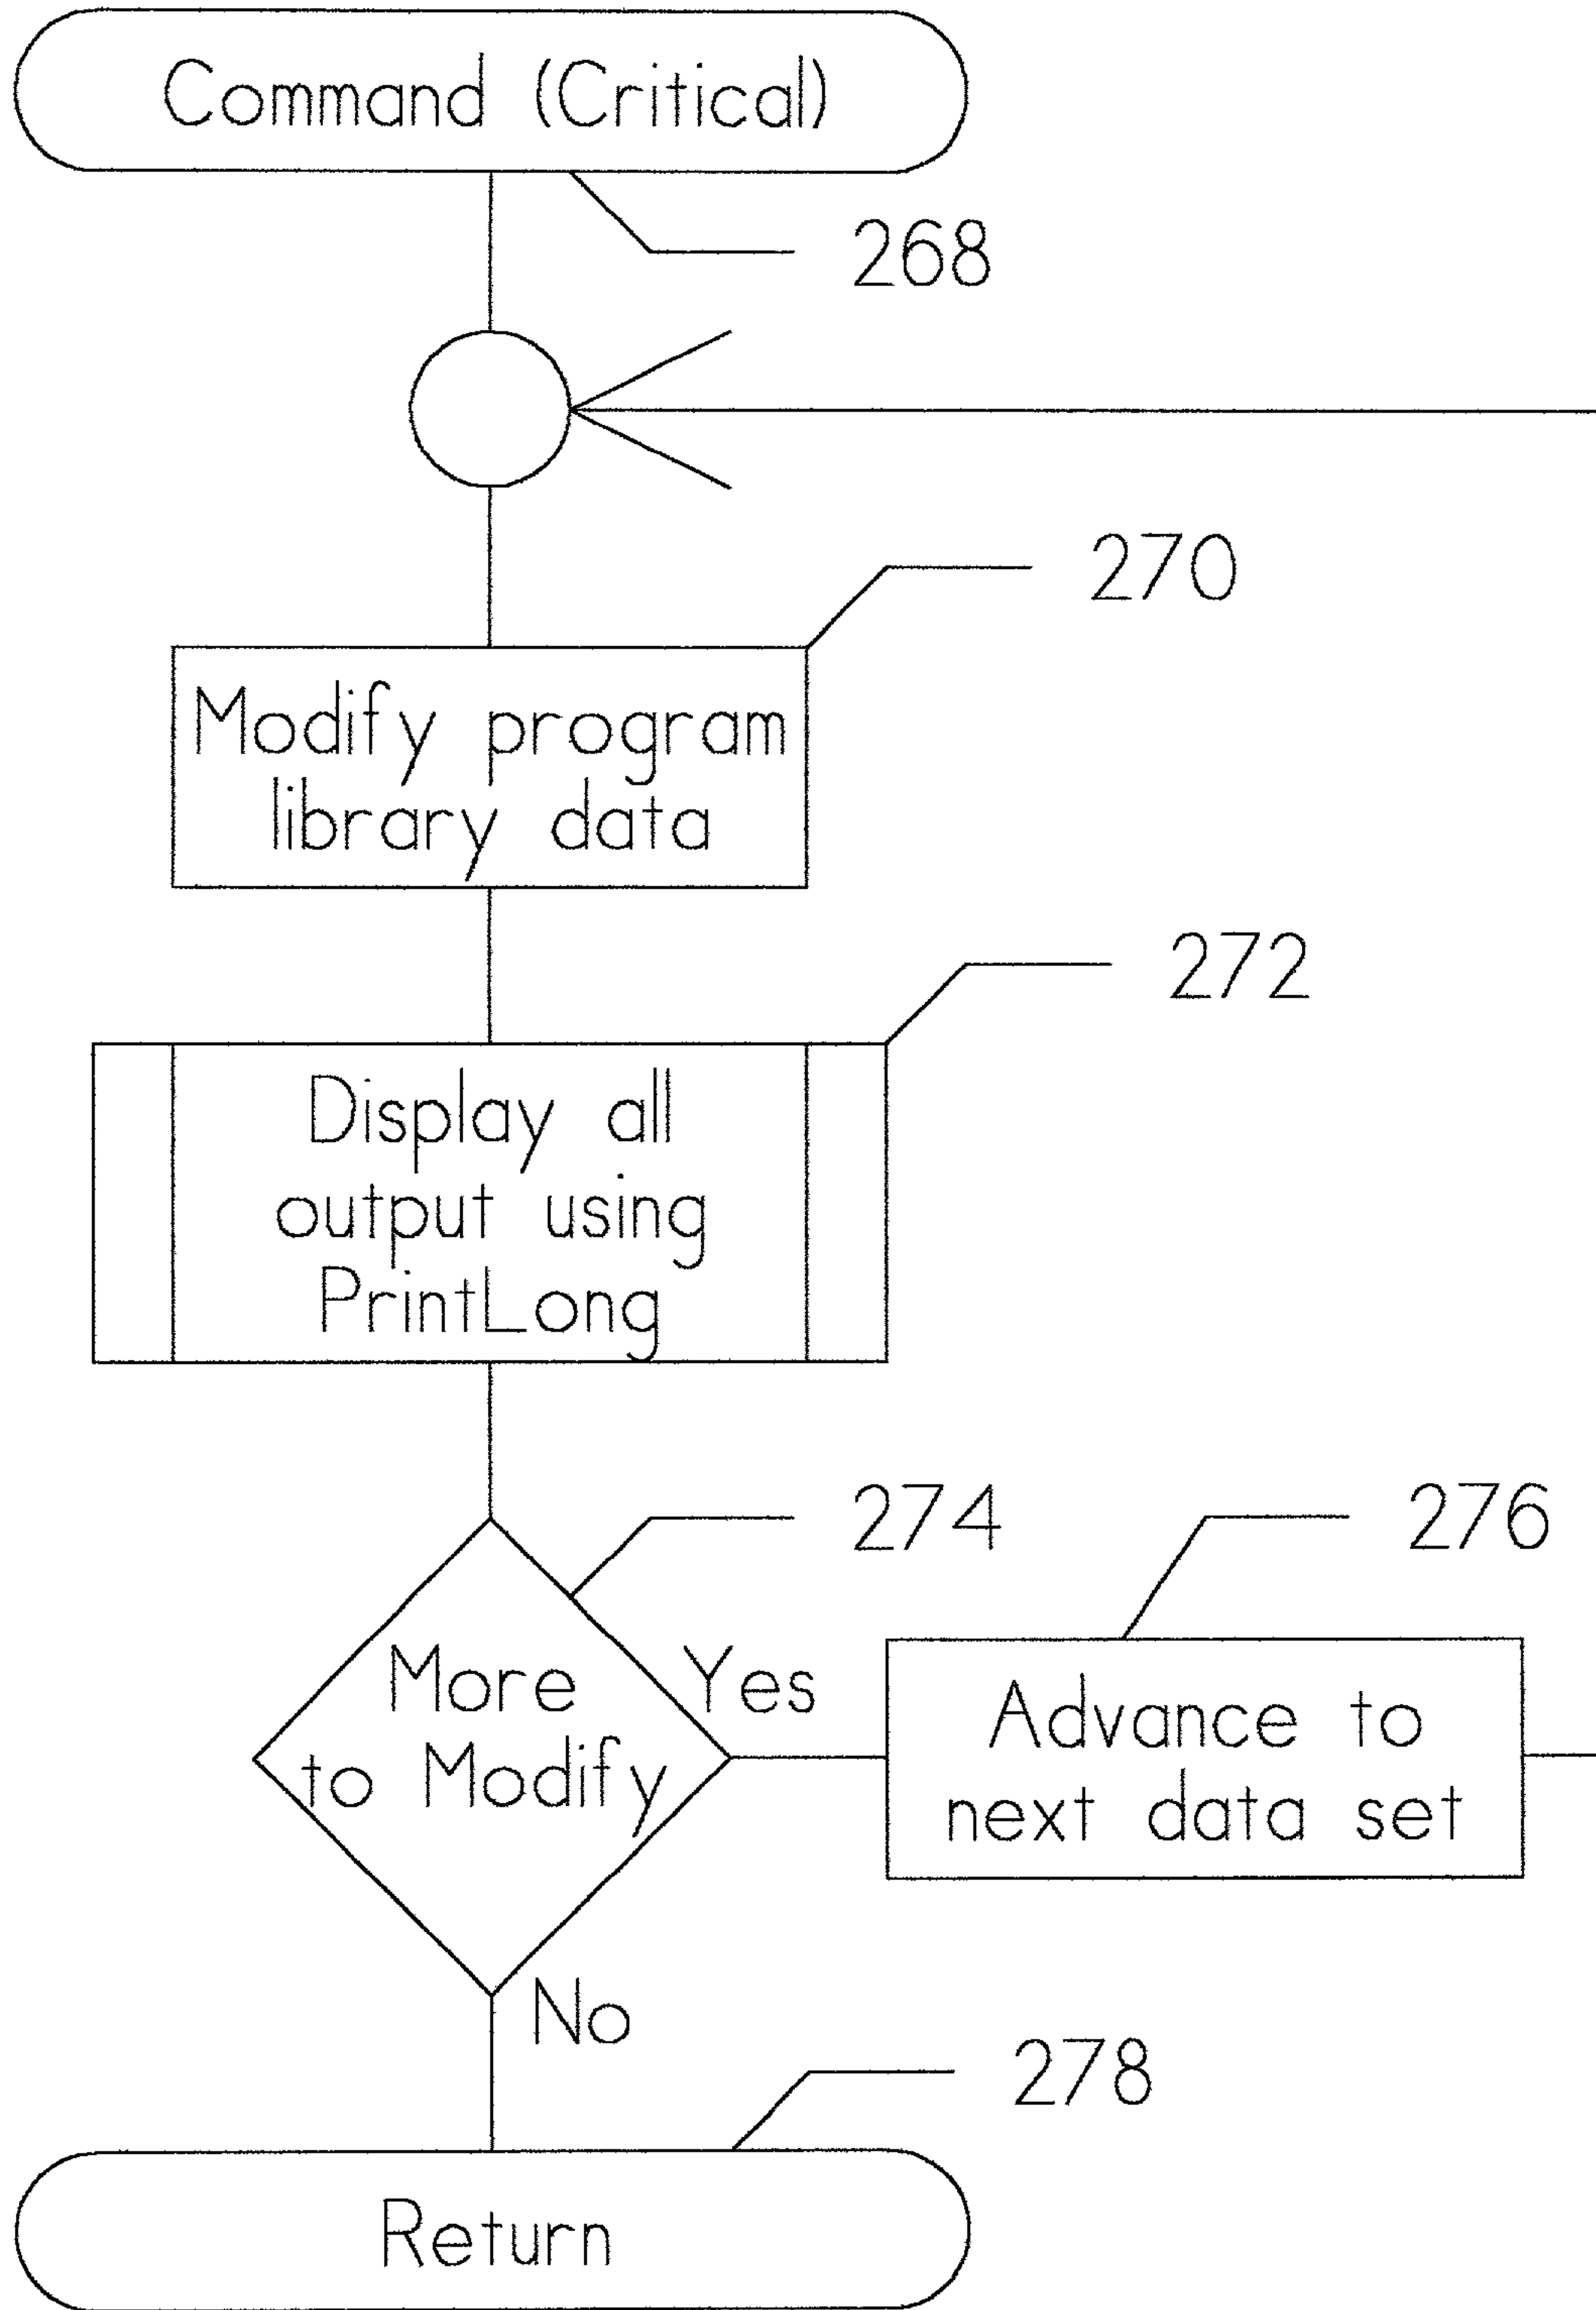 Command (Critical)
268
270
Modify program
library data
272
Display all
output using
PrintLong
274
276
More
to Modify
Yes
Advance to
next data set
No
278
Return